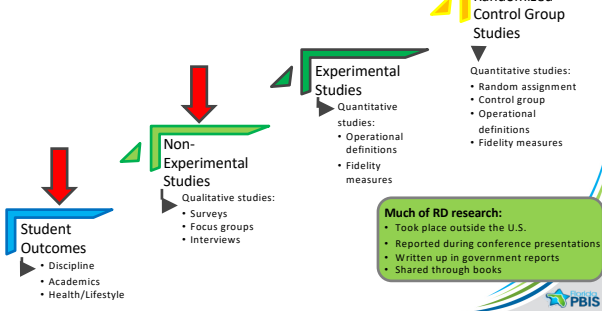 Student
Outcomes
• Discipline
• Academics
• Health/Lifestyle
Non-
Experimental
Studies
Qualitative studies:
• Surveys
• Focus groups
• Interviews
Experimental
Studies
Quantitative
studies:
• Operational
definitions
• Fidelity
measures
Control Group
Studies
Quantitative studies:
• Random assignment
• Control group
• Operational
definitions
• Fidelity measures
Much of RD research:
• Took place outside the U.S.
• Reported during conference presentations
• Written up in government reports
• Shared through books
Florida
PBIS